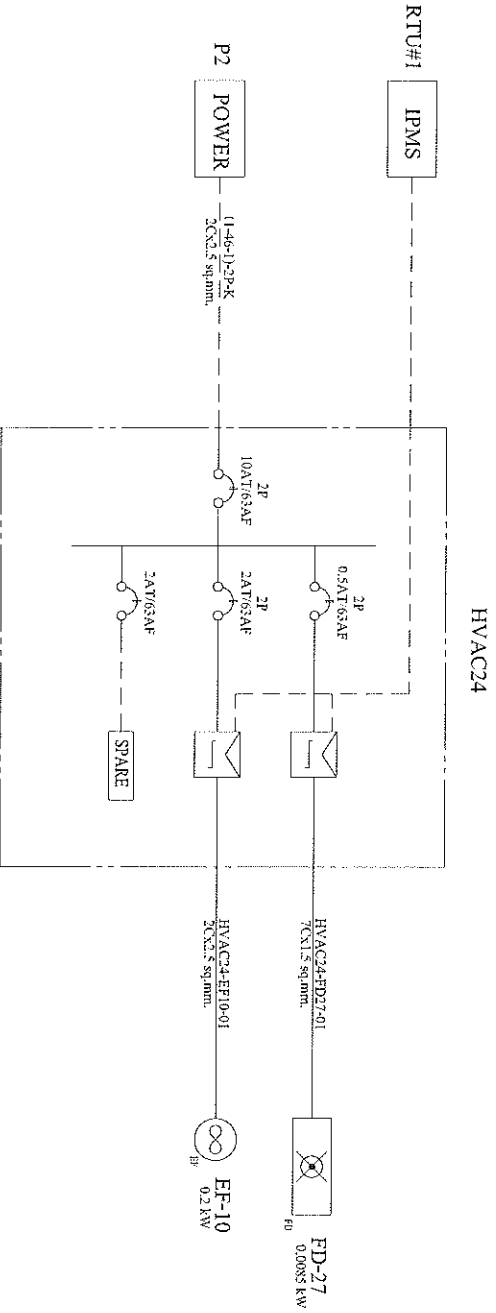 HVAC24
RTU#1
IPMS
P2
POWER
(1-46-1)-2P-K
2Cx2.5 sq.mm.
2P
10AT/63AF
2P
0.5AT/63AF
2P
2AT/63AF
2AT/63AF
SPARE
HVAC24-FD27-01
7Cx1.5 sq.mm.
HVAC24-EF10-01
2Cx2.5 sq.mm.
FD
FD-27
0.0085 kW
EF
EF-10
0.2 kW